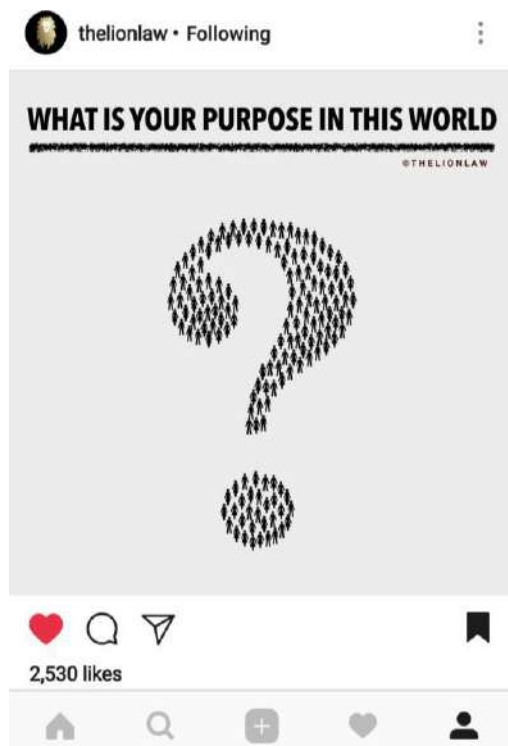 thelionlaw • Following
WHAT IS YOUR PURPOSE IN THIS WORLD
©THELIONLAW
2,530 likes